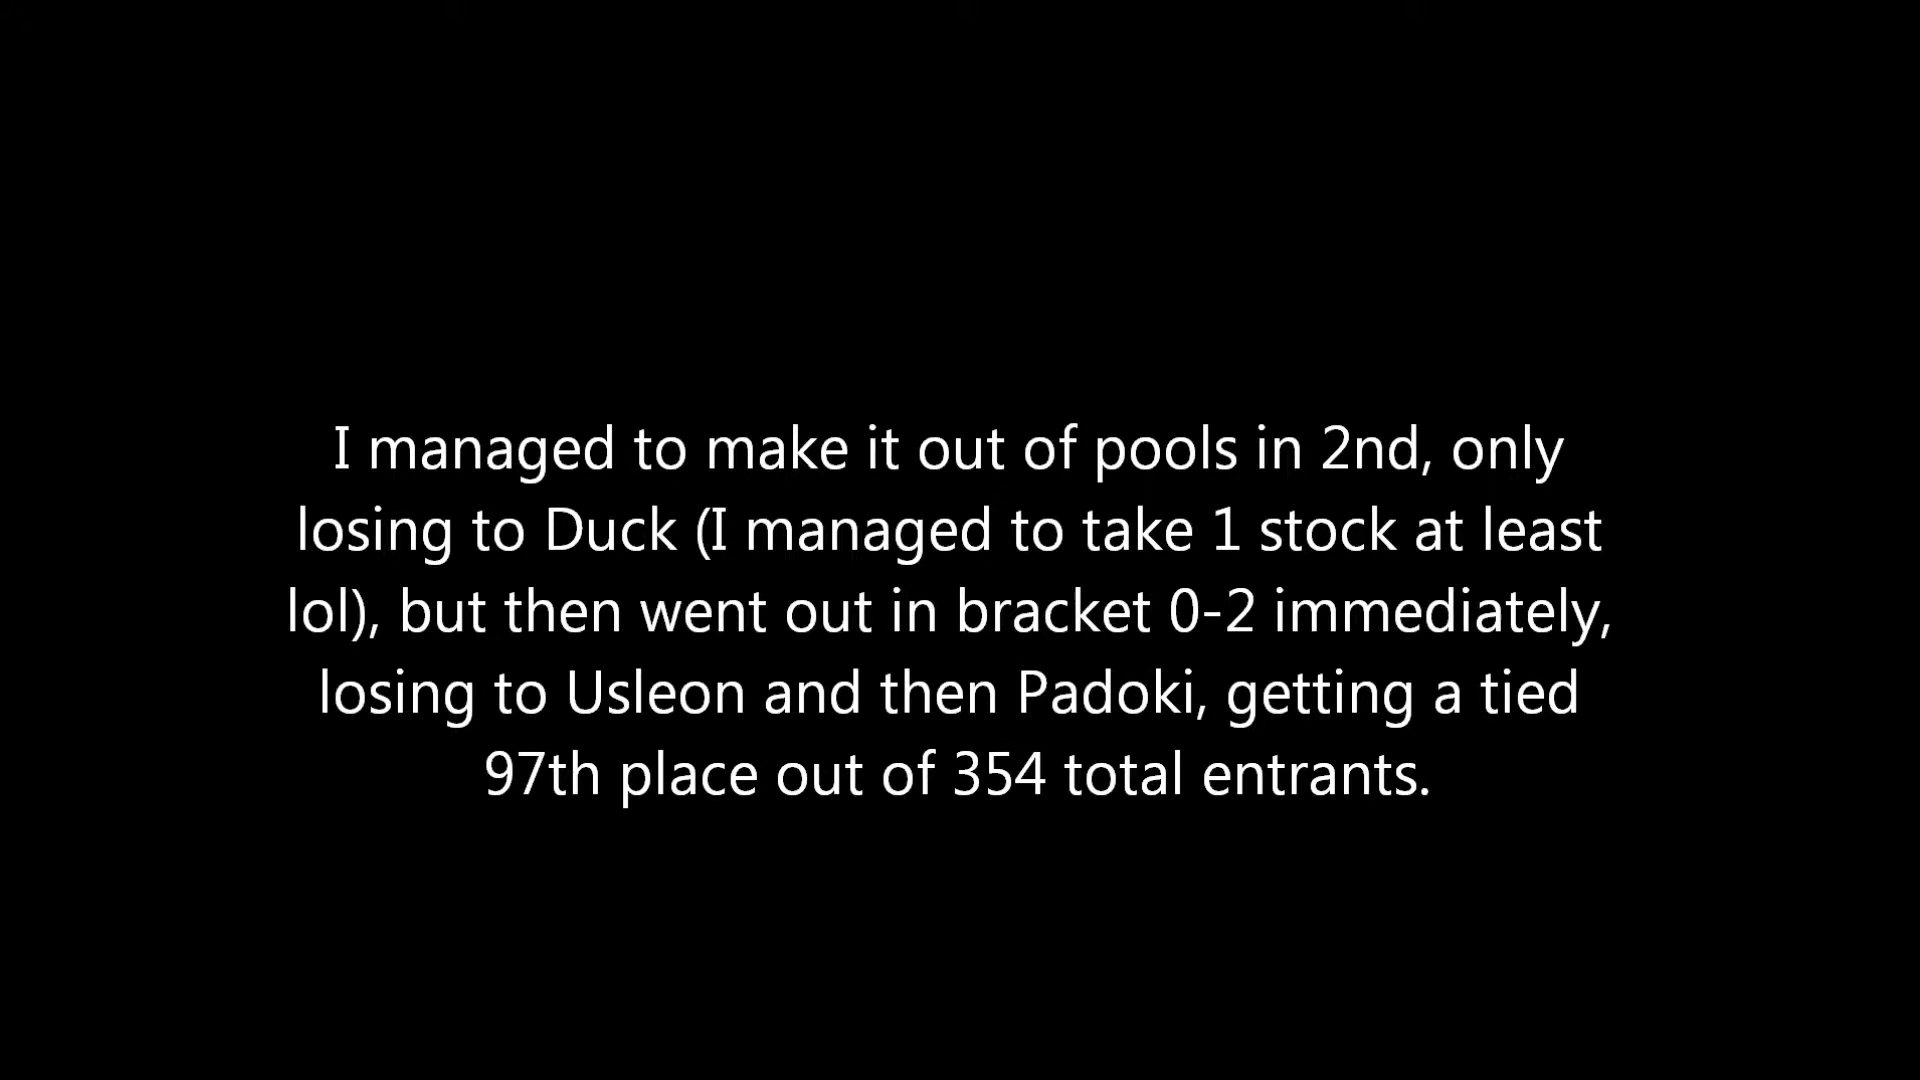 I managed to make it out of pools in 2nd, only
losing to Duck (I managed to take 1 stock at least
lol), but then went out in bracket 0-2 immediately,
losing to Usleon and then Padoki, getting a tied
97th place out of 354 total entrants.